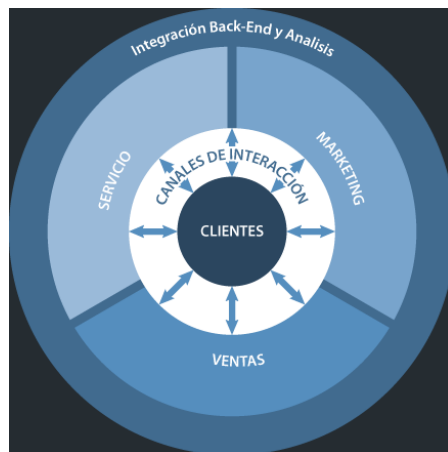 Integración Back-End y Analisis
SERVICIO
MARKETING
CANALES DE INTERACCIÓN
CLIENTES
VENTAS